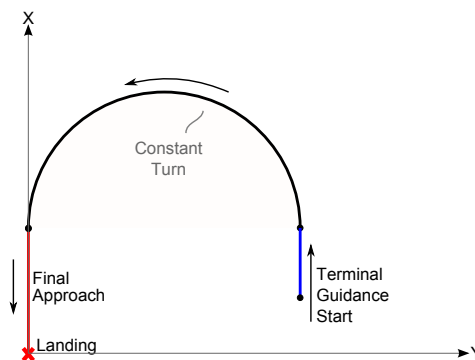 X
Constant
Turn
Final
Approach
Terminal
Guidance
Start
Landing
Y